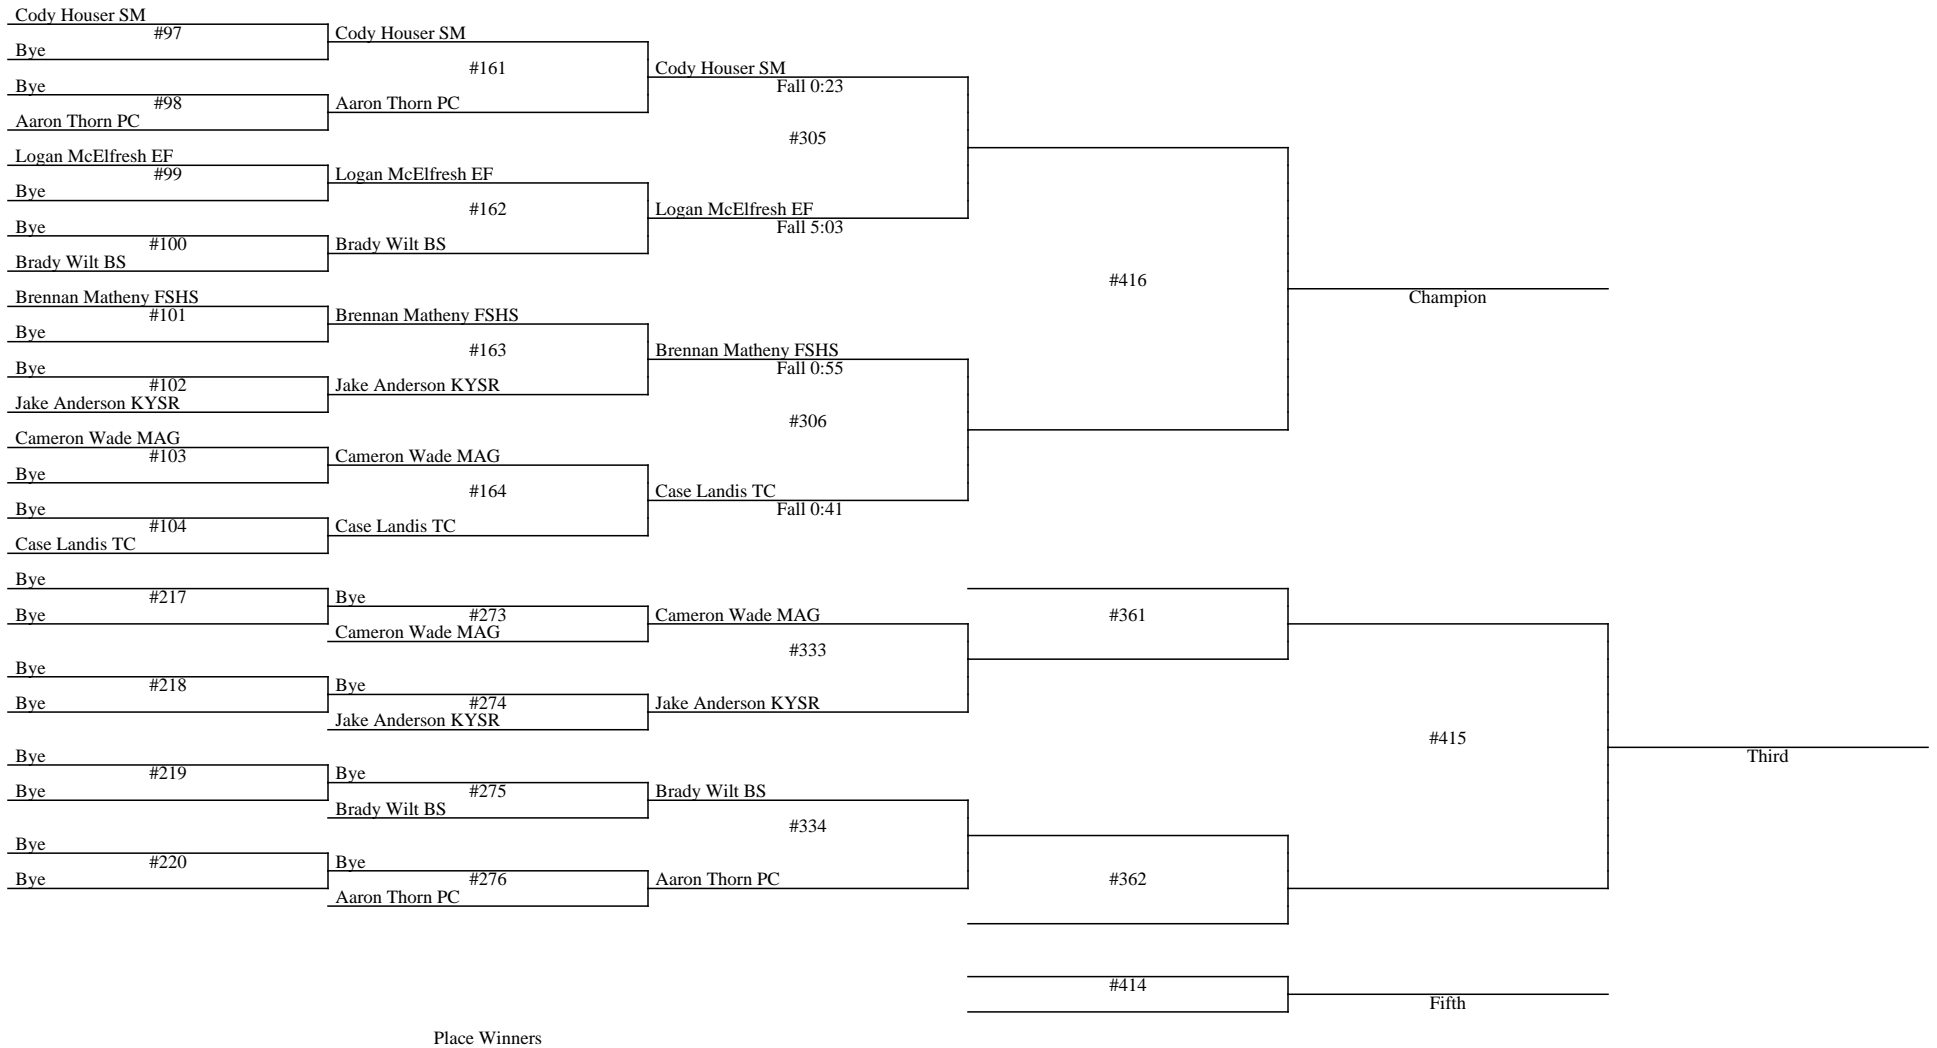 Cody Houser SM
#97
Cody Houser SM
Bye
#161
Cody Houser SM
Bye
Fall 0:23
#98
Aaron Thorn PC
Aaron Thorn PC
#305
Logan McElfresh EF
#99
Logan McElfresh EF
Bye
#162
Logan McElfresh EF
Bye
Fall 5:03
#100
Brady Wilt BS
Brady Wilt BS
#416
Champion
Brennan Matheny FSHS
#101
Brennan Matheny FSHS
Bye
#163
Brennan Matheny FSHS
Bye
Fall 0:55
#102
Jake Anderson KYSR
Jake Anderson KYSR
#306
Cameron Wade MAG
#103
Cameron Wade MAG
Bye
#164
Case Landis TC
Bye
Fall 0:41
#104
Case Landis TC
Case Landis TC
Bye
#217
Bye
Bye
#273
Cameron Wade MAG
#361
Cameron Wade MAG
#333
Bye
#218
Bye
Bye
#274
Jake Anderson KYSR
Jake Anderson KYSR
#415
Third
Bye
#219
Bye
Bye
#275
Brady Wilt BS
Brady Wilt BS
#334
Bye
#220
Bye
Bye
#276
Aaron Thorn PC
#362
Aaron Thorn PC
#414
Fifth
Place Winners